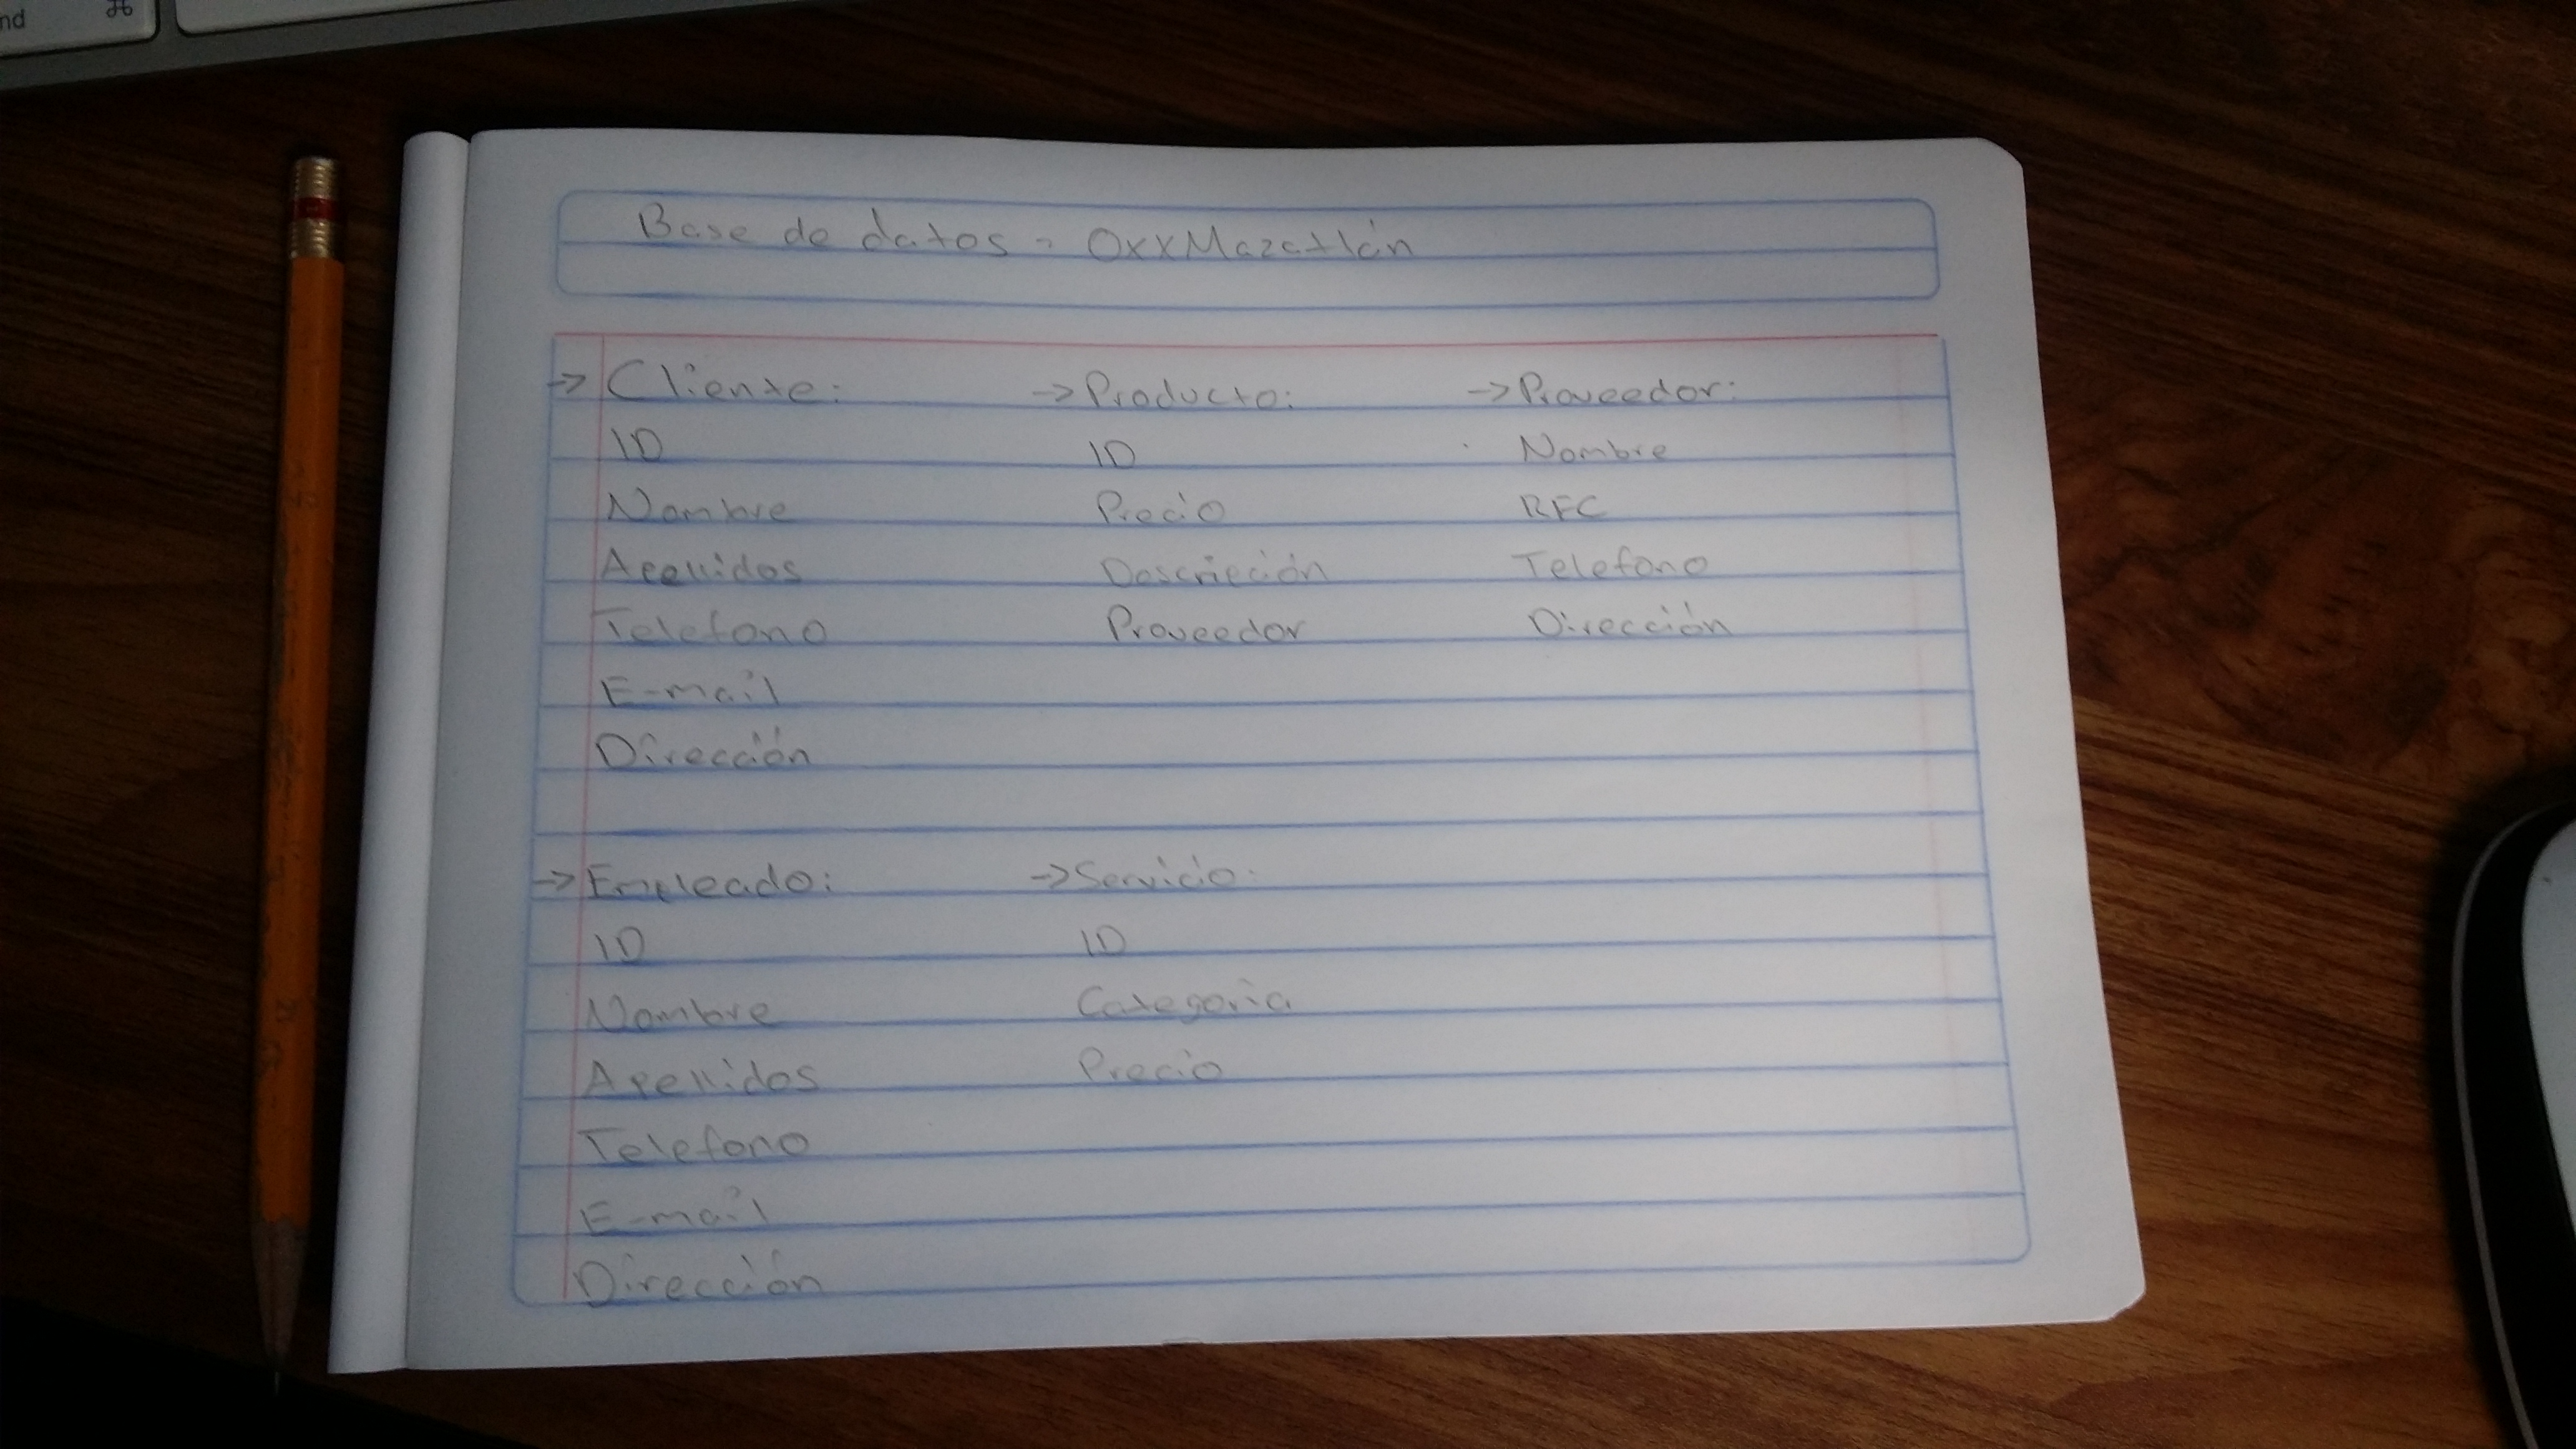 nd ⌘
Base de datos - OxxMazatlán
-> Cliente: -> Producto: -> Proveedor:
ID ID Nombre
Nombre Precio RFC
Apellidos Descripción Telefono
Telefono Proveedor Dirección
E-mail
Dirección
-> Empleado: -> Servicio:
ID ID
Nombre Categoria
Apellidos Precio
Telefono
E-mail
Dirección